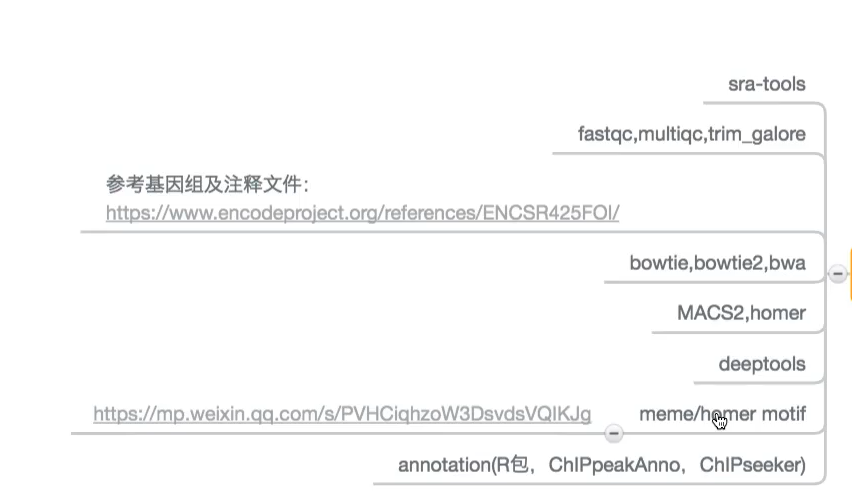 sra-tools
fastqc,multiqc,trim_galore
参考基因组及注释文件：
https://www.encodeproject.org/references/ENCSR425FOI/
bowtie,bowtie2,bwa
MACS2,homer
deeptools
https://mp.weixin.qq.com/s/PVHCiqhzoW3DsvdsVQIKJg meme/homer motif
annotation(R包，ChIPpeakAnno，ChIPseeker)